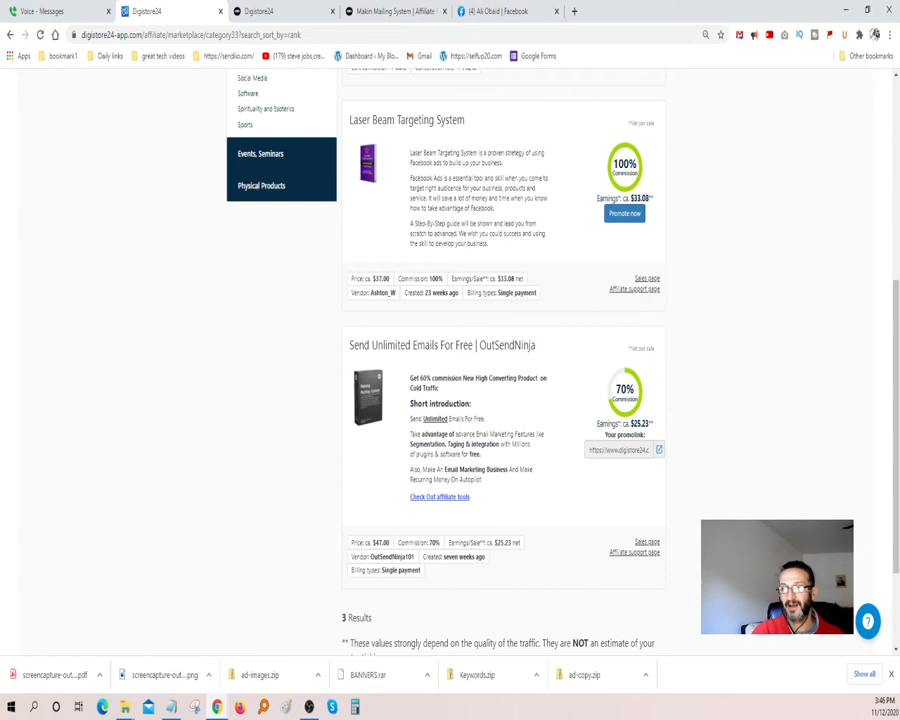 Voice - Messages
Digistore24
Digistore24
Makin Mailing System | Affiliate
(4) Ali Obaid | Facebook
digistore24-app.com/affiliate/marketplace/category33?search_sort_by=rank
Apps
bookmark1
Daily links
great tech videos
https://sendiio.com/
(179) steve jobs,cre...
Dashboard ‹ My Blo...
Gmail
https://selfup20.com
Google Forms
Other bookmarks
Social Media
Software
Spirituality and Esoterics
Sports
Events, Seminars
Physical Products
Laser Beam Targeting System
*Net per sale
Laser Beam Targeting System is a proven stretegy of using
Facebook ads to build up your business.
Facebook Ads is a essential tool and skill when you come to
target right audicence for your business, products and
service. It will save a lot of money and time when you know
how to take advantage of Facebook.
A Step-By-Step guide will be shown and lead you from
scratch to advanced. We wish you could success and using
the skill to develop your business.
100%
Commission
Earnings*: ca. $33.08**
Promote now
Price: ca. $37.00
Commission: 100%
Earnings/Sale**: ca. $33.08 net
Vendor: Ashton_W
Created: 23 weeks ago
Billing types: Single payment
Sales page
Affiliate support page
Send Unlimited Emails For Free | OutSendNinja
*Net per sale
Get 60% commission New High Converting Product on
Cold Traffic
Short introduction:
Send Unlimited Emails For Free.
Take advantage of advance Email Marketing Features like
Segmentation, Taging & integration with Millions
of plugins & software for free.
Also, Make An Email Marketing Business And Make
Recurring Money On Autopilot
Check Out affiliate tools
70%
Commission
Earnings*: ca. $25.23**
Your promolink:
https://www.digistore24.c
Price: ca. $47.00
Commission: 70%
Earnings/Sale**: ca. $25.23 net
Vendor: OutSendNinja101
Created: seven weeks ago
Billing types: Single payment
Sales page
Affiliate support page
3 Results
** These values strongly depend on the quality of the traffic. They are NOT an estimate of your
screencapture-out....pdf
screencapture-out....png
ad-images.zip
BANNERS.rar
Keywords.zip
ad-copy.zip
Show all
3:46 PM
11/12/2020